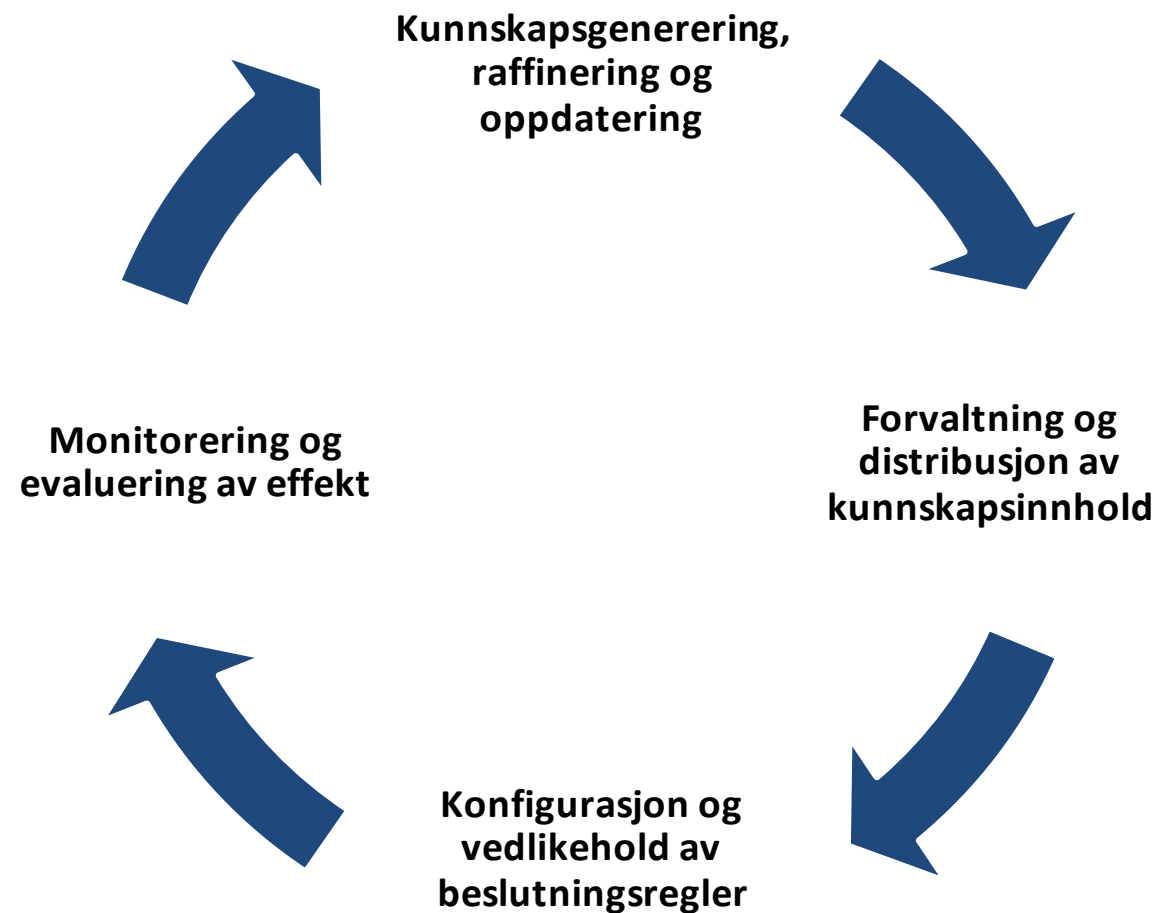 Kunnskapsgenerering,
raffinering og
oppdatering
Forvaltning og
distribusjon av
kunnskapsinnhold
Konfigurasjon og
vedlikehold av
beslutningsregler
Monitorering og
evaluering av effekt